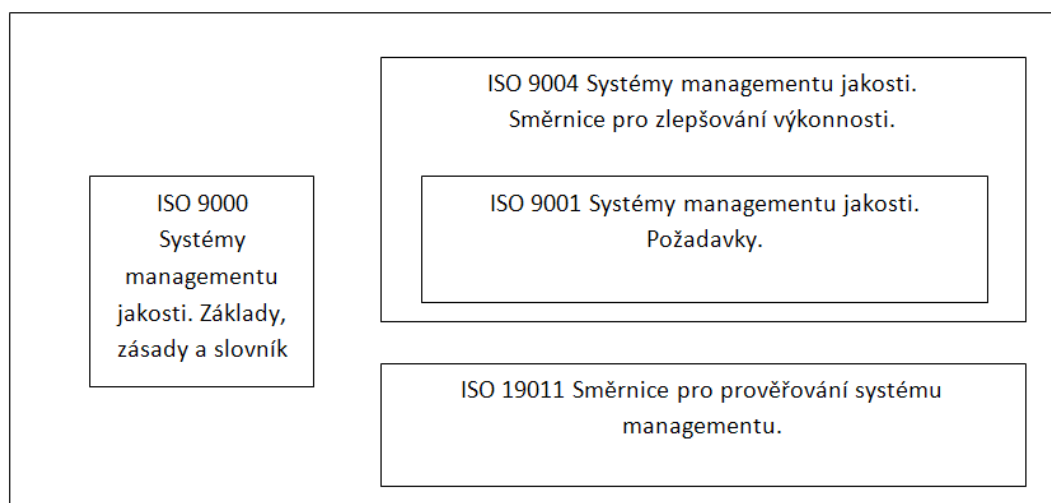 ISO 9004 Systémy managementu jakosti.
Směrnice pro zlepšování výkonnosti.
ISO 9000
Systémy
managementu
jakosti. Základy,
zásady a slovník
ISO 9001 Systémy managementu jakosti.
Požadavky.
ISO 19011 Směrnice pro prověřování systému
managementu.